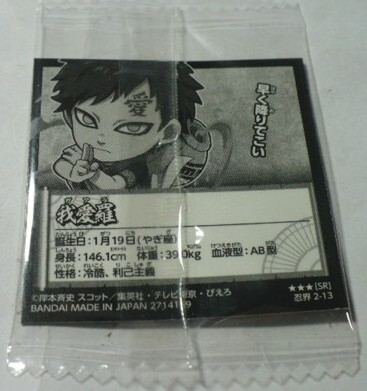 愛
早く降りてこい
我愛羅
誕生日:1月19日(やぎ座)
身長:146.1cm 体重:39.0kg 血液型:AB型
性格:冷酷、利己主義
©岸本斉史 スコット/集英社・テレビ東京・ぴえろ
BANDAI MADE IN JAPAN
★★★[SR]
忍界 2-13